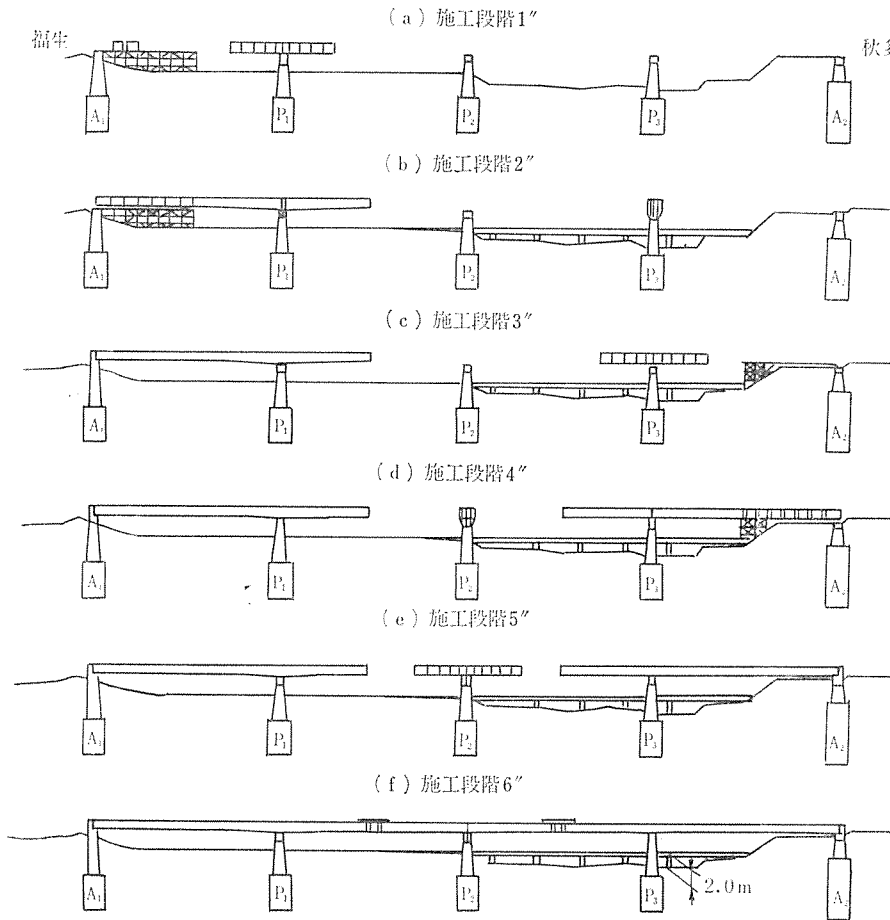 (a) 施工段階1″
福生
秋多
A₁ P₁ P₂ P₃ A₂
(b) 施工段階2″
A₁ P₁ P₂ P₃ A₂
(c) 施工段階3″
A₁ P₁ P₂ P₃ A₂
(d) 施工段階4″
A₁ P₁ P₂ P₃ A₂
(e) 施工段階5″
A₁ P₁ P₂ P₃ A₂
(f) 施工段階6″
A₁ P₁ P₂ P₃ A₂
2.0m